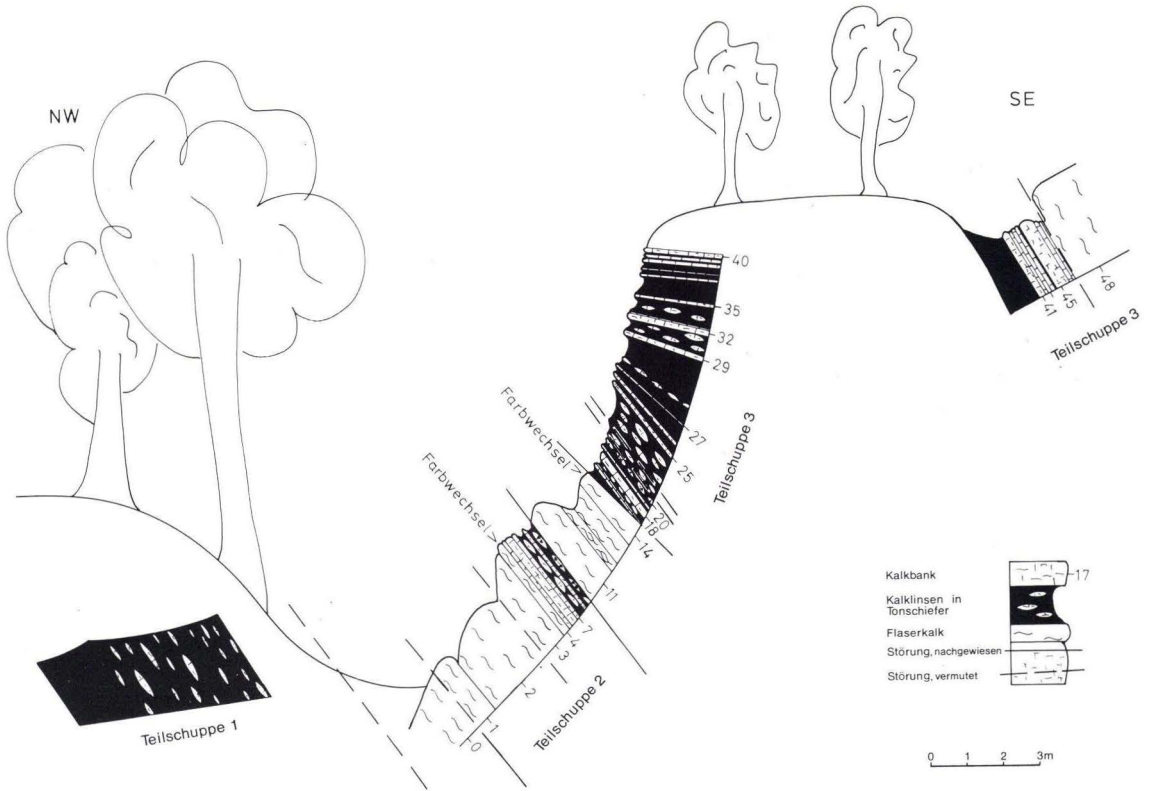 NW
SE
Farbwechsel>
Farbwechsel>
40
35
32
29
27
25
20
18
14
11
7
4
3
2
1
0
41
45
48
Teilschuppe 3
Teilschuppe 3
Teilschuppe 2
Teilschuppe 1
Kalkbank
17
Kalklinsen in
Tonschiefer
Flaserkalk
Störung, nachgewiesen
Störung, vermutet
0 1 2 3m